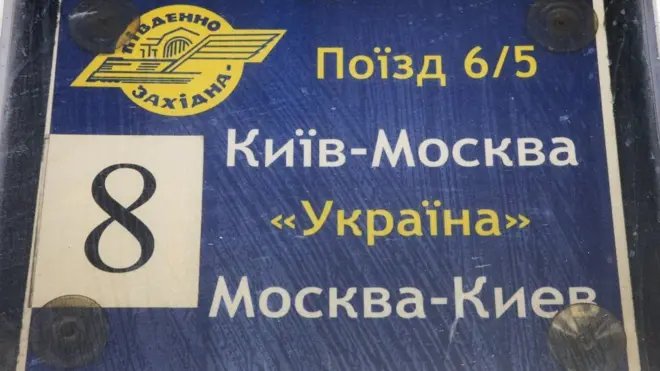 ПІВДЕННО
ЗАХІДНА
Поїзд 6/5
8
Київ-Москва
«Україна»
Москва-Киев